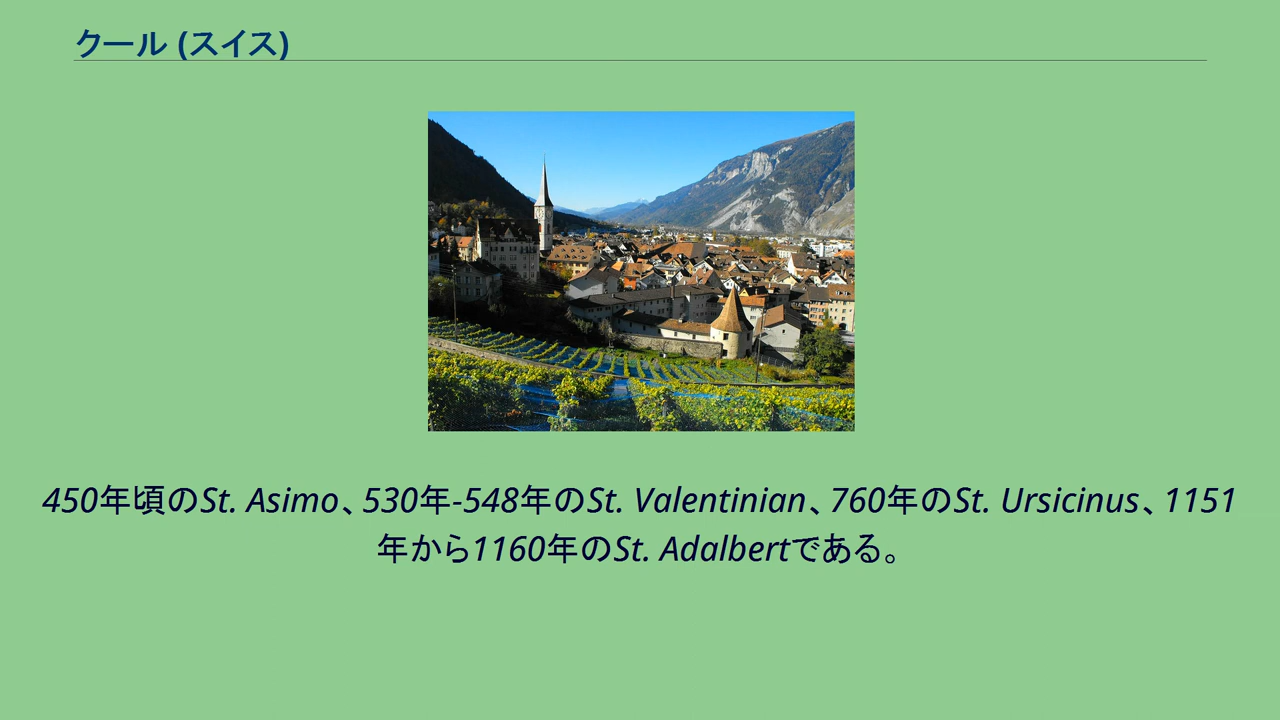 クール (スイス)
450年頃のSt. Asimo、530年-548年のSt. Valentinian、760年のSt. Ursicinus、1151
年から1160年のSt. Adalbertである。